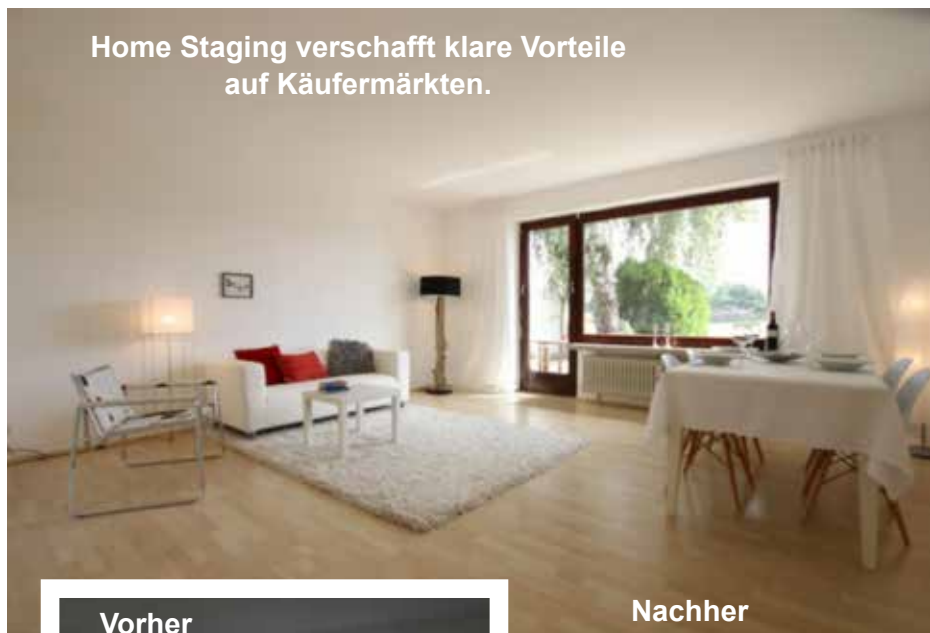 Home Staging verschafft klare Vorteile
auf Käufermärkten.
Vorher
Nachher